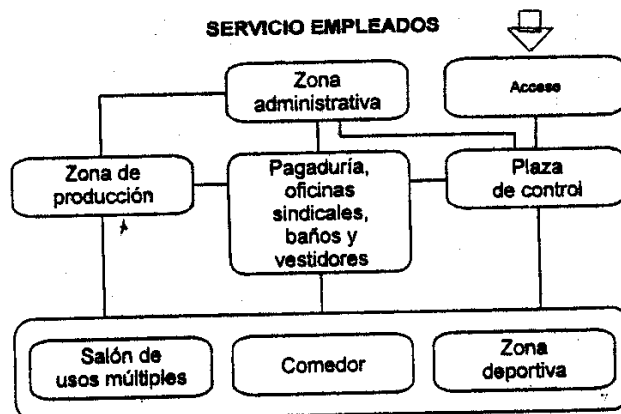 SERVICIO EMPLEADOS
Zona
administrativa
Acceso
Zona de
producción
Pagaduría,
oficinas
sindicales,
baños y
vestidores
Plaza
de control
Salón de
usos múltiples
Comedor
Zona
deportiva